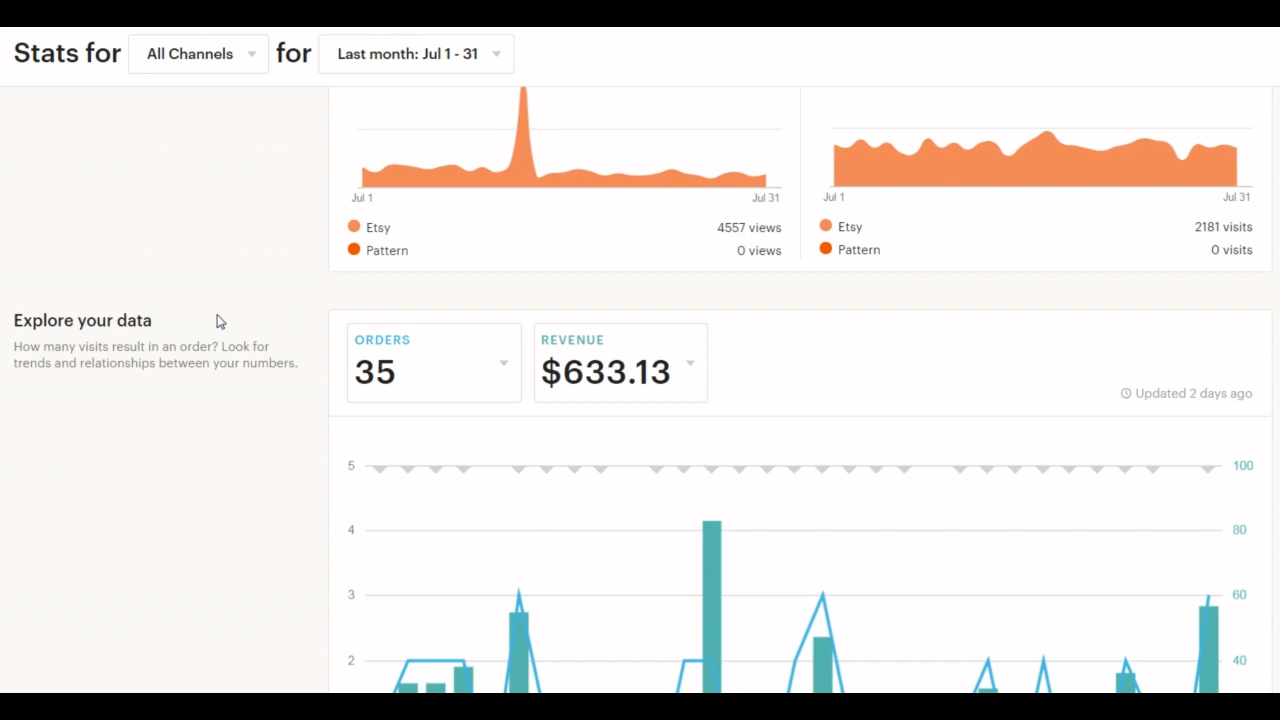 Stats for All Channels for Last month: Jul 1 - 31
Jul 1 Jul 31
Etsy 4557 views
Pattern 0 views
Jul 1 Jul 31
Etsy 2181 visits
Pattern 0 visits
Explore your data
How many visits result in an order? Look for
trends and relationships between your numbers.
ORDERS
35
REVENUE
$633.13
Updated 2 days ago
5 100
4 80
3 60
2 40